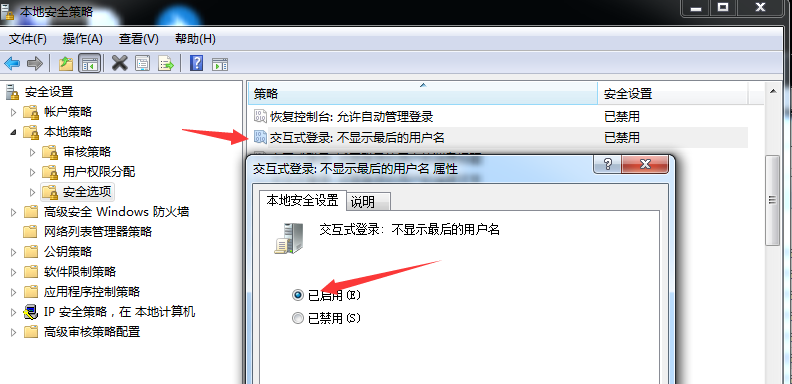 本地安全策略
文件(F) 操作(A) 查看(V) 帮助(H)
安全设置
帐户策略
本地策略
审核策略
用户权限分配
安全选项
高级安全 Windows 防火墙
网络列表管理器策略
公钥策略
软件限制策略
应用程序控制策略
IP 安全策略，在 本地计算机
高级审核策略配置
策略 安全设置
恢复控制台: 允许自动管理登录 已禁用
交互式登录: 不显示最后的用户名 已禁用
交互式登录: 不显示最后的用户名 属性
本地安全设置 说明
交互式登录: 不显示最后的用户名
已启用(E)
已禁用(S)